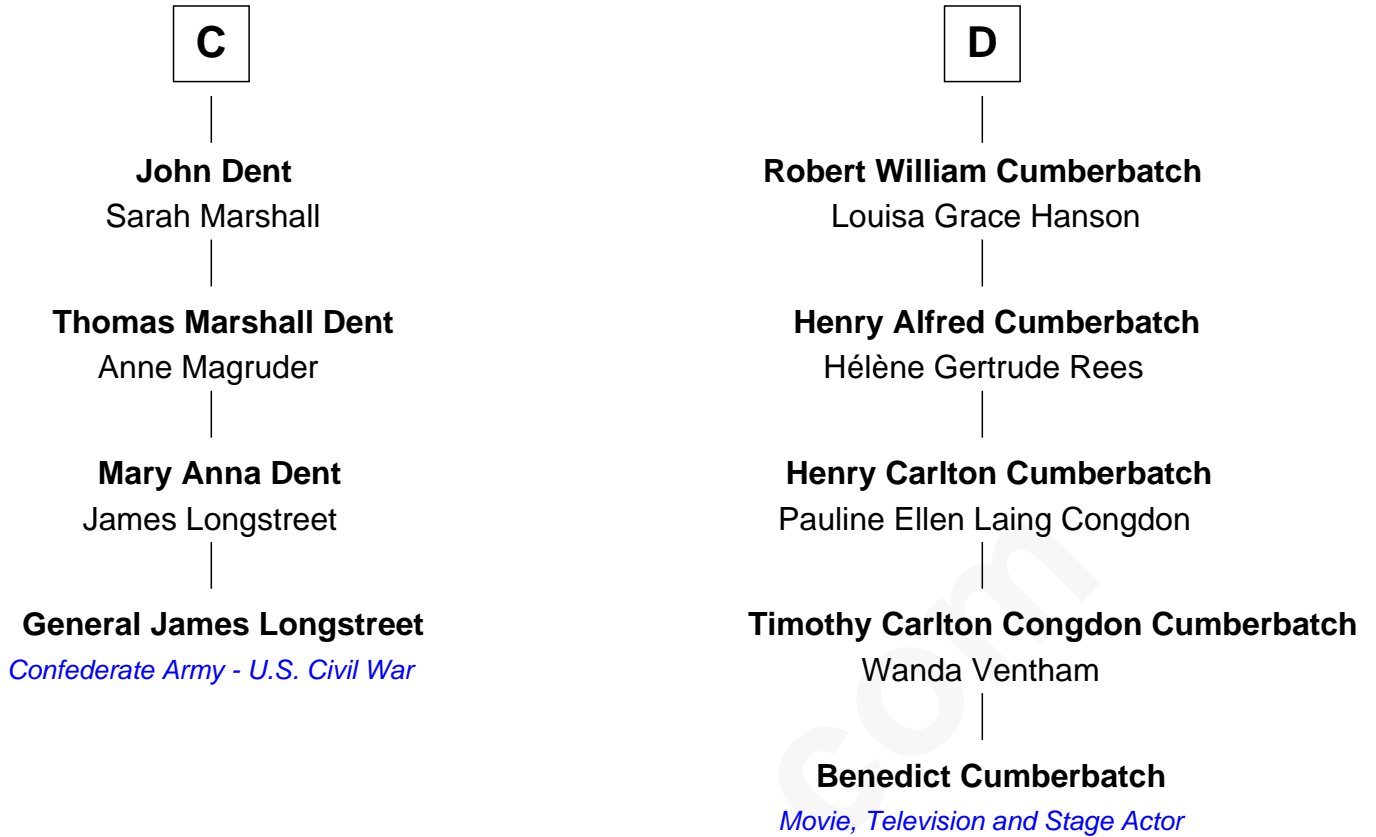 C
John Dent
Sarah Marshall
Thomas Marshall Dent
Anne Magruder
Mary Anna Dent
James Longstreet
General James Longstreet
Confederate Army - U.S. Civil War
D
Robert William Cumberbatch
Louisa Grace Hanson
Henry Alfred Cumberbatch
Hélène Gertrude Rees
Henry Carlton Cumberbatch
Pauline Ellen Laing Congdon
Timothy Carlton Congdon Cumberbatch
Wanda Ventham
Benedict Cumberbatch
Movie, Television and Stage Actor
com